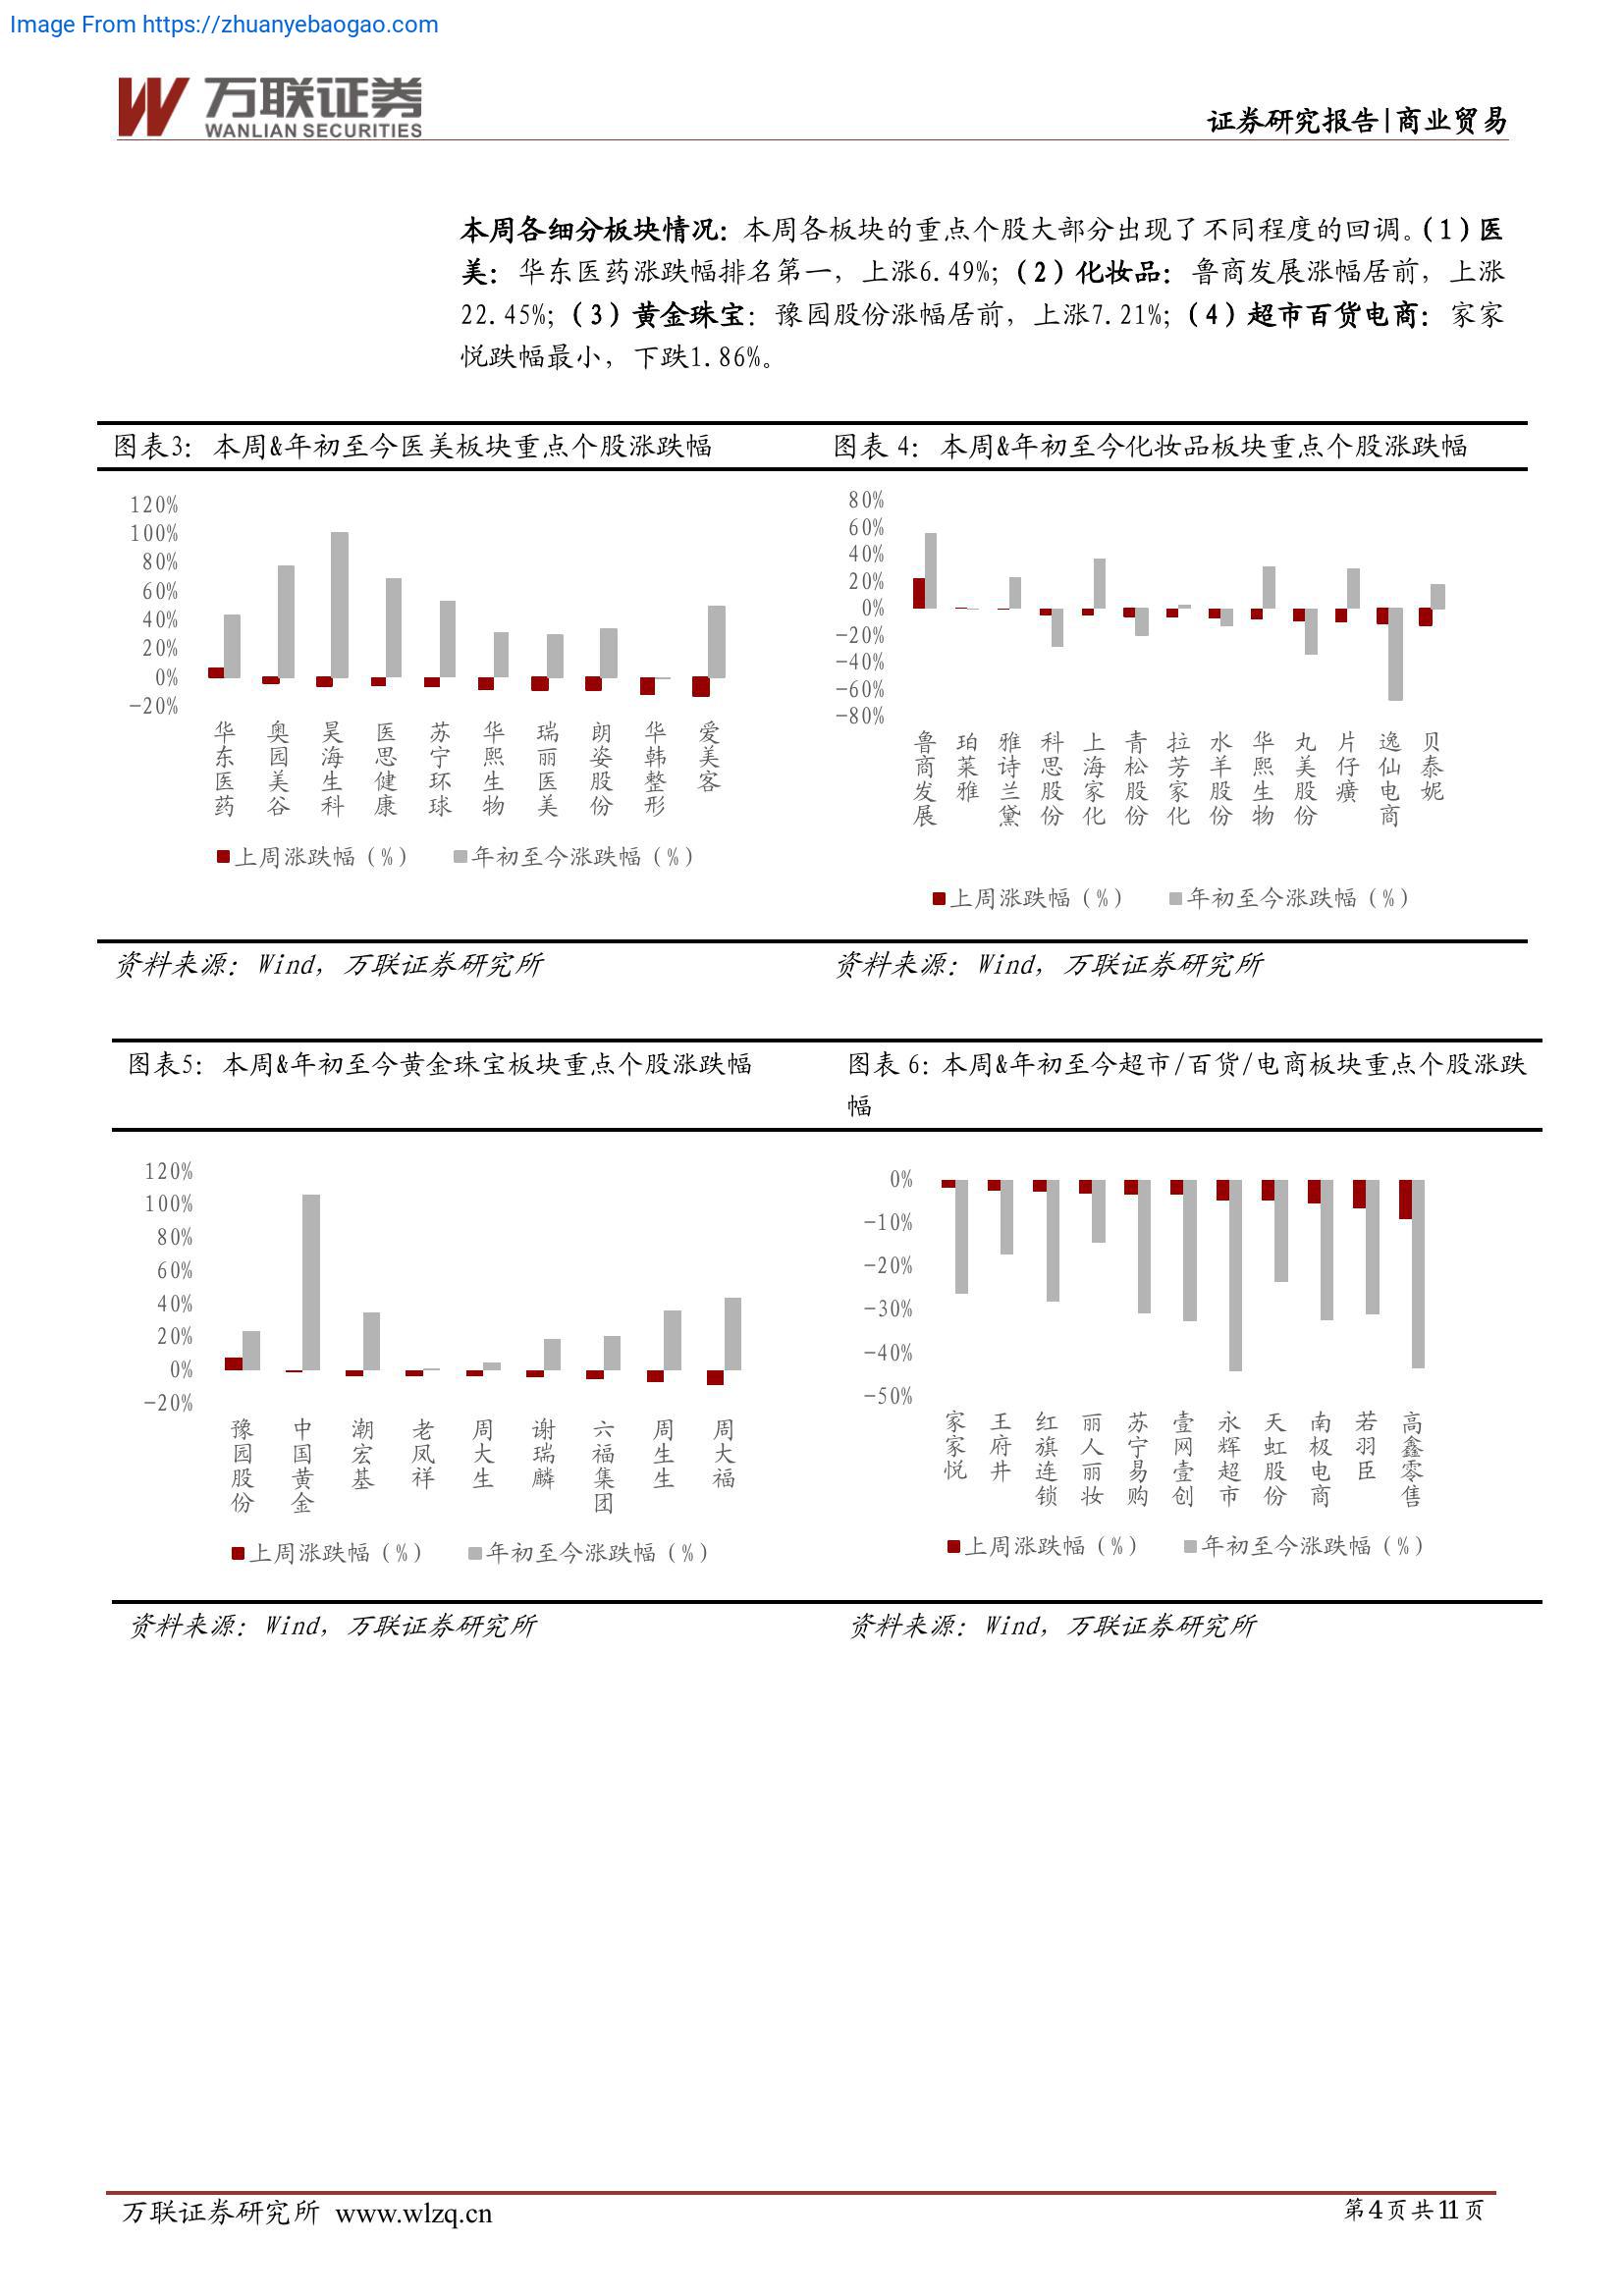 Image From https://zhuanyebaogao.com
万联证券
WANLIAN SECURITIES
证券研究报告|商业贸易
本周各细分板块情况：本周各板块的重点个股大部分出现了不同程度的回调。（1）医
美：华东医药涨跌幅排名第一，上涨6.49%;（2）化妆品：鲁商发展涨幅居前，上涨
22.45%;（3）黄金珠宝：豫园股份涨幅居前，上涨7.21%;（4）超市百货电商：家家
悦跌幅最小，下跌1.86%。
图表3： 本周&年初至今医美板块重点个股涨跌幅
120%
100%
80%
60%
40%
20%
0%
-20%
华东医药
奥园美谷
昊海生科
医思健康
苏宁环球
华熙生物
瑞丽医美
朗姿股份
华韩整形
爱美客
上周涨跌幅（%）
年初至今涨跌幅（%）
资料来源：Wind，万联证券研究所
图表 4： 本周&年初至今化妆品板块重点个股涨跌幅
80%
60%
40%
20%
0%
-20%
-40%
-60%
-80%
鲁商发展
珀莱雅
雅诗兰黛
科思股份
上海家化
青松股份
拉芳家化
水羊股份
华熙生物
丸美股份
片仔癀
逸仙电商
贝泰妮
上周涨跌幅（%）
年初至今涨跌幅（%）
资料来源：Wind，万联证券研究所
图表5： 本周&年初至今黄金珠宝板块重点个股涨跌幅
120%
100%
80%
60%
40%
20%
0%
-20%
豫园股份
中国黄金
潮宏基
老凤祥
周大生
谢瑞麟
六福集团
周生生
周大福
上周涨跌幅（%）
年初至今涨跌幅（%）
资料来源：Wind，万联证券研究所
图表 6：本周&年初至今超市/百货/电商板块重点个股涨跌
幅
0%
-10%
-20%
-30%
-40%
-50%
家家悦
王府井
红旗连锁
丽人丽妆
苏宁易购
壹网壹创
永辉超市
天虹股份
南极电商
若羽臣
高鑫零售
上周涨跌幅（%）
年初至今涨跌幅（%）
资料来源：Wind，万联证券研究所
万联证券研究所 www.wlzq.cn
第4页共11页